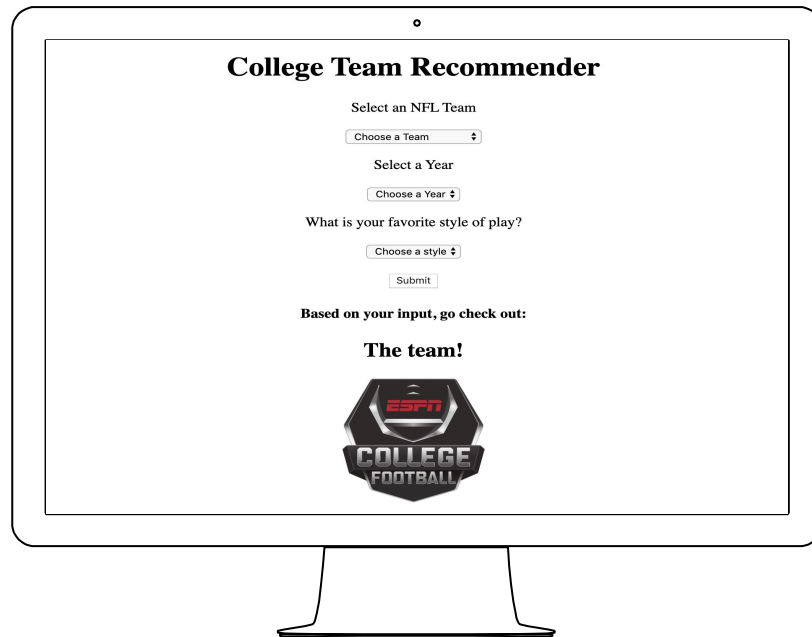 College Team Recommender
Select an NFL Team
Choose a Team
Select a Year
Choose a Year
What is your favorite style of play?
Choose a style
Submit
Based on your input, go check out:
The team!
ESPN
COLLEGE
FOOTBALL